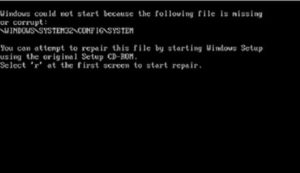 Windows could not start because the following file is missing
or corrupt:
\WINDOWS\SYSTEM32\CONFIG\SYSTEM
You can attempt to repair this file by starting Windows Setup
using the original Setup CD-ROM.
Select 'r' at the first screen to start repair.